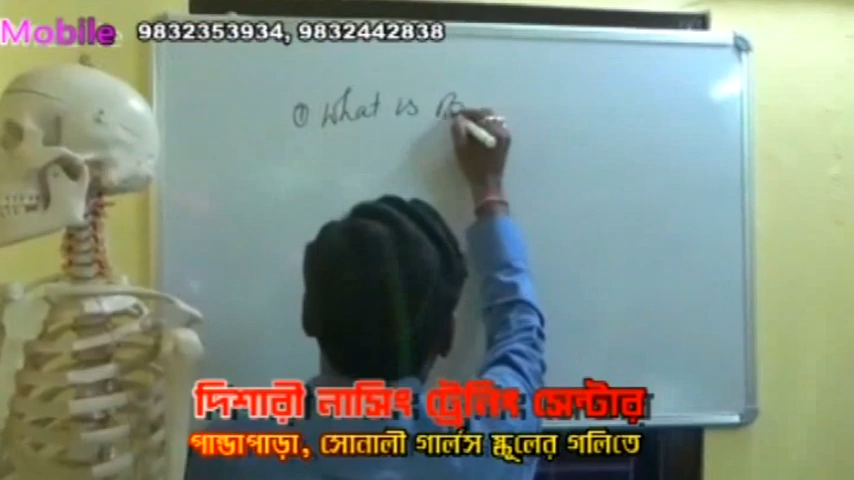 Mobile 9832353934, 9832442838
① What is
দিশারী নার্সিং ট্রেনিং সেন্টার
পান্ডাপাড়া, সোনালী গার্লস স্কুলের গলিতে